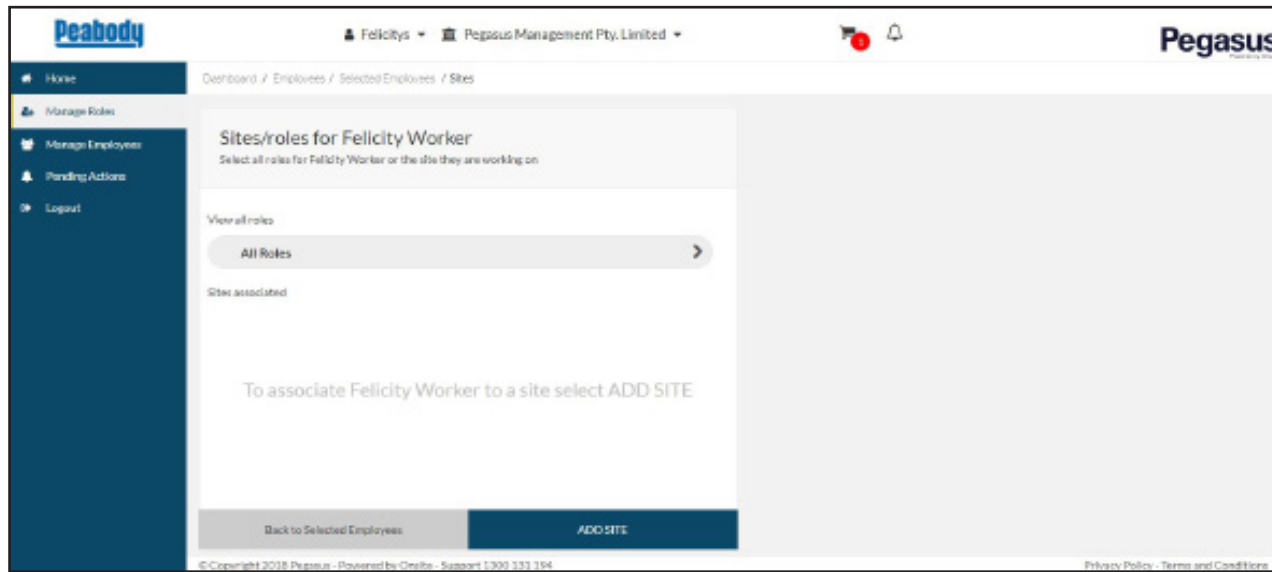 Peabody
Felicitys
Pegasus Management Pty. Limited
1
Pegasus
Home
Manage Roles
Manage Employees
Pending Actions
Logout
Dashboard / Employees / Selected Employees / Sites
Sites/roles for Felicity Worker
Select all roles for Felicity Worker or the site they are working on
View all roles
All Roles
Sites associated
To associate Felicity Worker to a site select ADD SITE
Back to Selected Employees
ADD SITE
© Copyright 2018 Pegasus - Powered by Onsite - Support 1300 131 194
Privacy Policy - Terms and Conditions